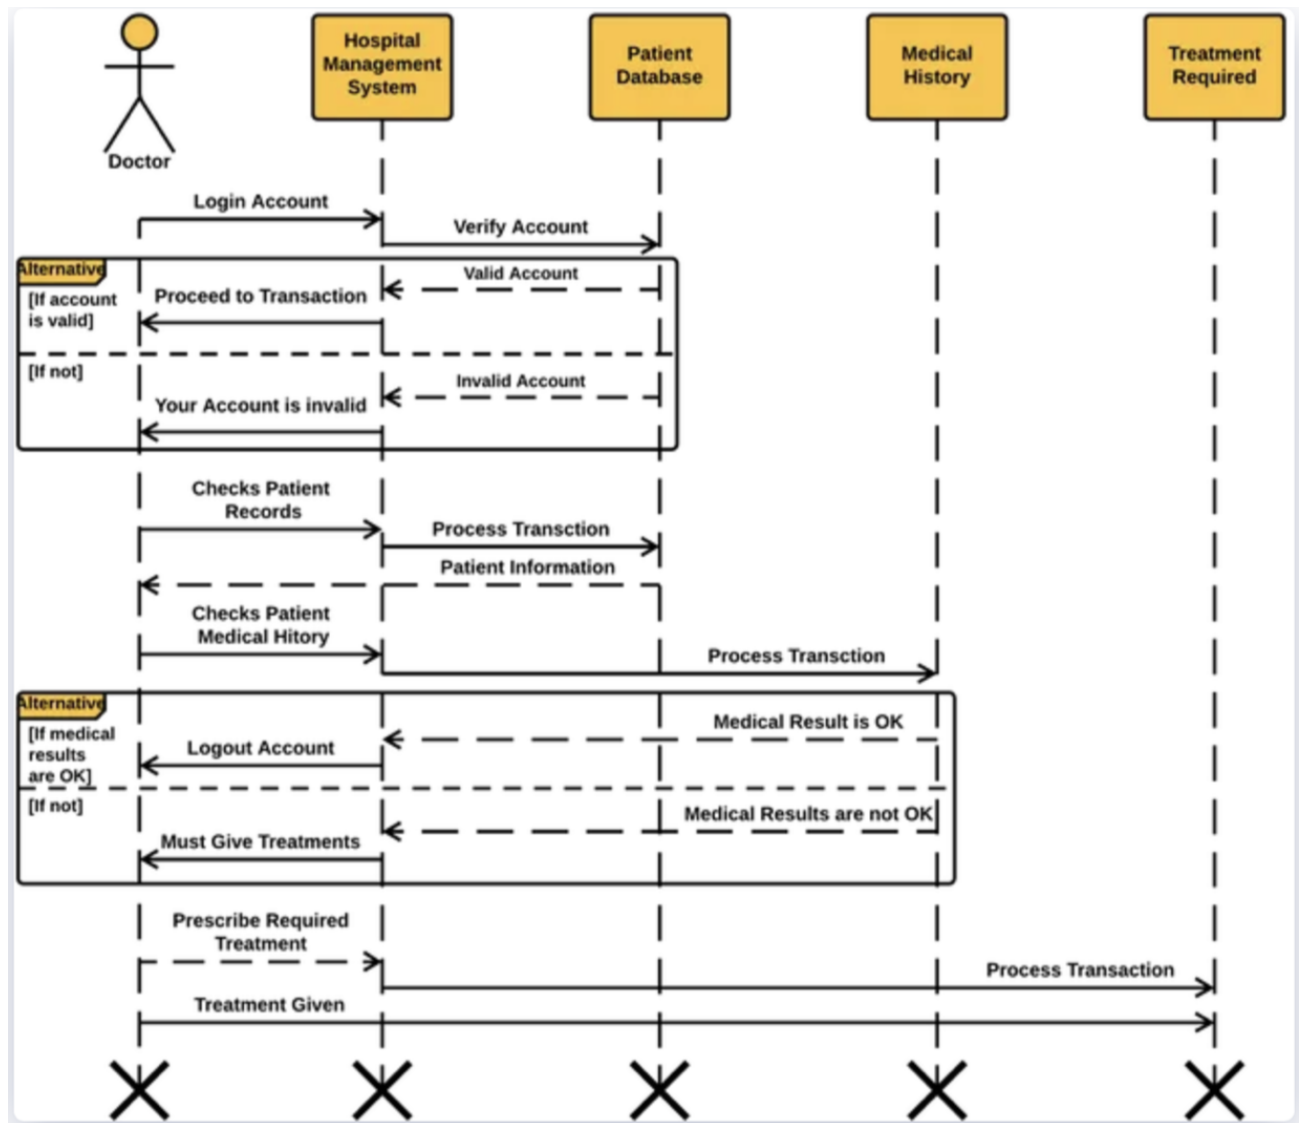 Hospital
Management
System
Patient
Database
Medical
History
Treatment
Required
Doctor
Login Account
Verify Account
Alternative
Valid Account
[If account
is valid]
Proceed to Transaction
[If not]
Invalid Account
Your Account is invalid
Checks Patient
Records
Process Transction
Patient Information
Checks Patient
Medical Hitory
Process Transction
Alternative
Medical Result is OK
[If medical
results
are OK]
Logout Account
[If not]
Medical Results are not OK
Must Give Treatments
Prescribe Required
Treatment
Process Transaction
Treatment Given